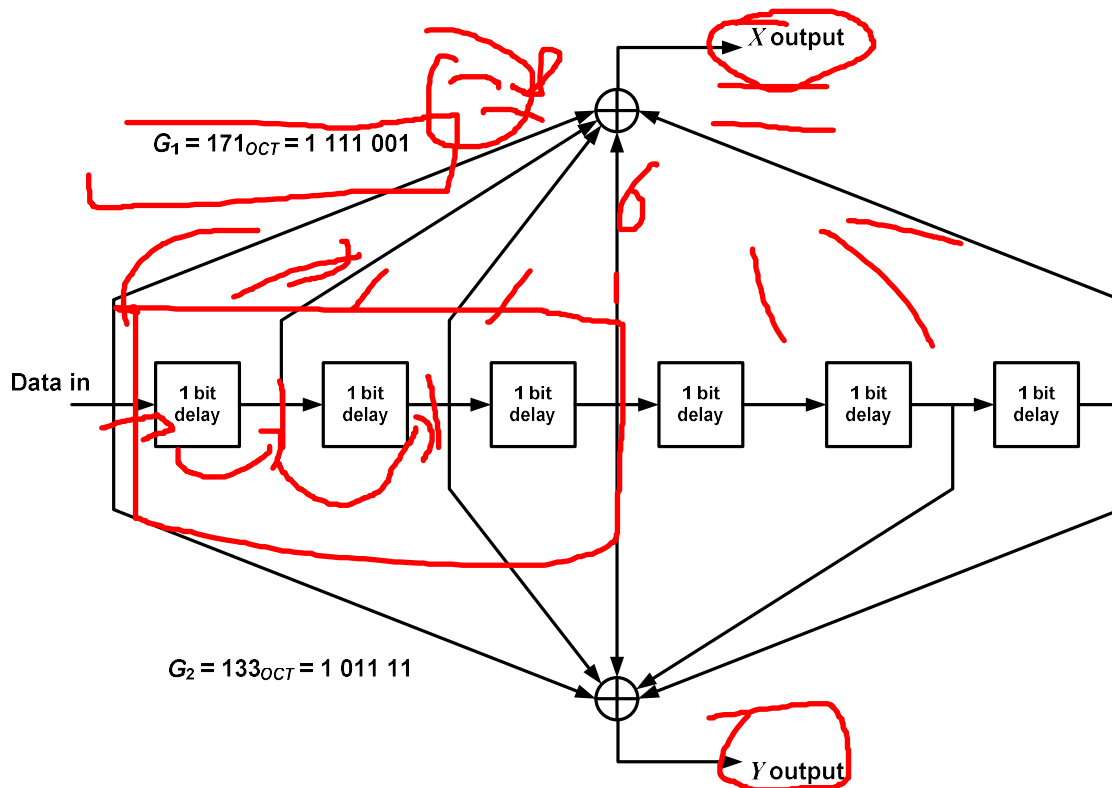 X output
G₁ = 171OCT = 1 111 001
Data in
1 bit
delay
1 bit
delay
1 bit
delay
1 bit
delay
1 bit
delay
1 bit
delay
G₂ = 133OCT = 1 011 11
Y output